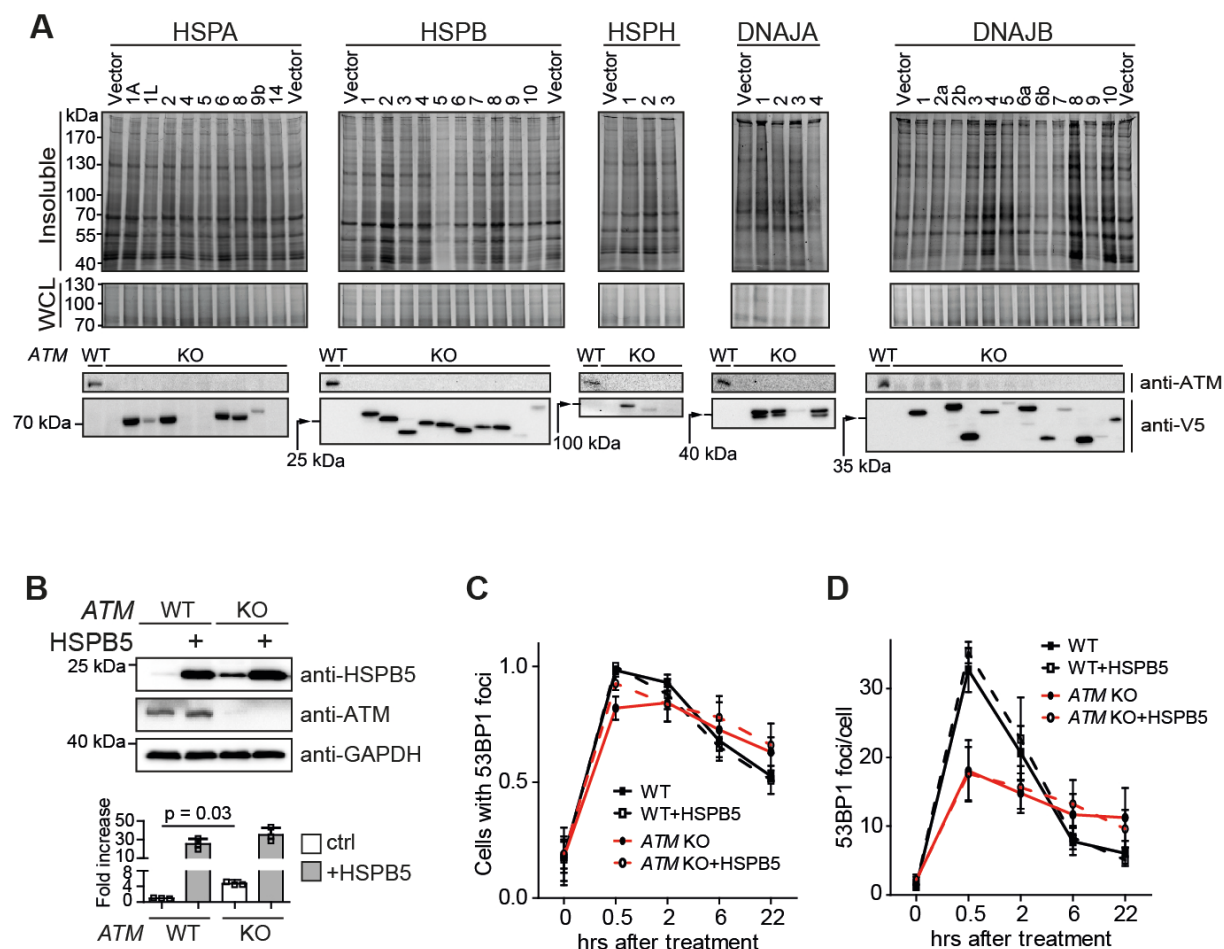 A
HSPA HSPB HSPH DNAJA DNAJB
Vector 1A 1L 2 4 5 6 8 9b 14 Vector
Vector 1 2 3 4 5 6 7 8 9 10 Vector
Vector 1 2 3
Vector 1 2 3 4
Vector 1 2a 2b 3 4 5 6a 6b 7 8 9 10 Vector
kDa
170
130
100
70
55
40
Insoluble
130
100
70
WCL
ATM WT KO WT KO WT KO WT KO WT KO
anti-ATM
70 kDa
anti-V5
25 kDa
100 kDa
40 kDa
35 kDa
B
ATM WT KO
HSPB5 + +
25 kDa anti-HSPB5
anti-ATM
40 kDa anti-GAPDH
p = 0.03
Fold increase
50
30
10
4
0
ctrl
+HSPB5
ATM WT KO
C
Cells with 53BP1 foci
1.0
0.5
0.0
WT
WT+HSPB5
ATM KO
ATM KO+HSPB5
0 0.5 2 6 22
hrs after treatment
D
53BP1 foci/cell
30
20
10
0
WT
WT+HSPB5
ATM KO
ATM KO+HSPB5
0 0.5 2 6 22
hrs after treatment